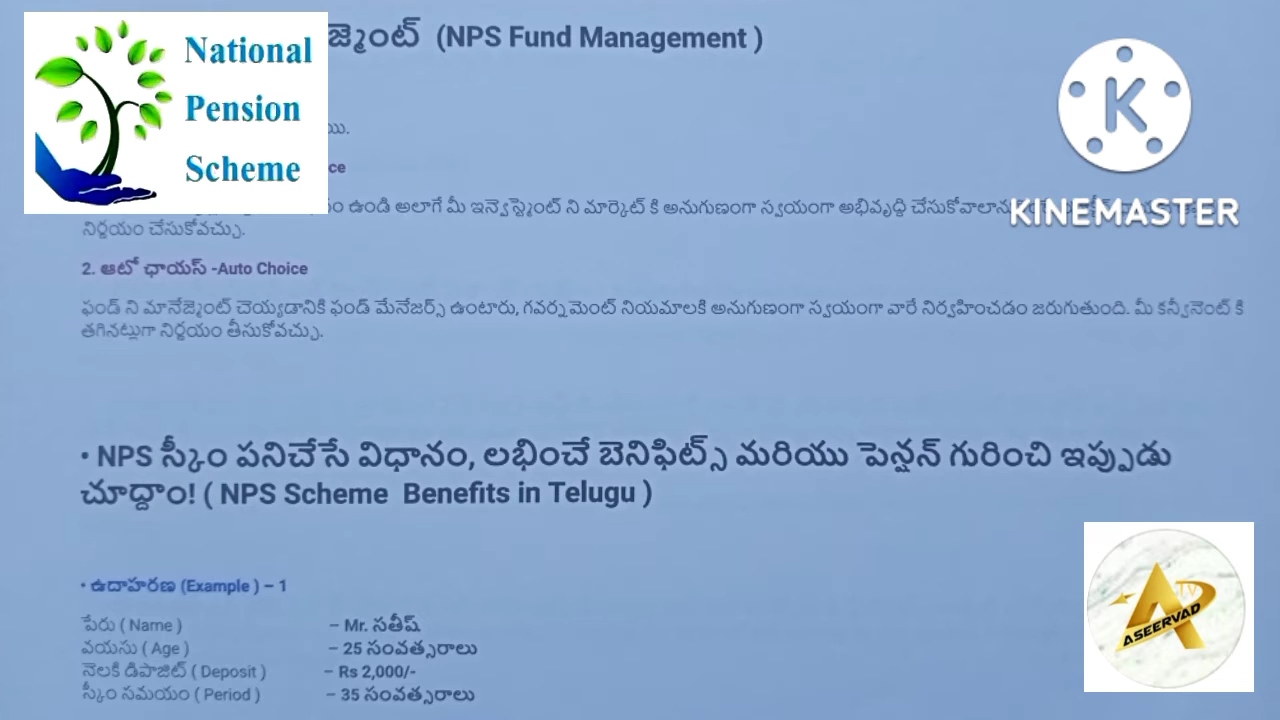 National
Pension
Scheme
జ్మెంట్ (NPS Fund Management )
K
KINEMASTER
యి.
ce
ఉండి అలాగే మీ ఇన్వెస్ట్మెంట్ ని మార్కెట్ కి అనుగుణంగా స్వయంగా అభివృద్ధి చేసుకోవాలాను
నిర్ణయం చేసుకోవచ్చు.
2. ఆటో ఛాయస్ -Auto Choice
ఫండ్ ని మానేజ్మెంట్ చెయ్యడానికి ఫండ్ మేనేజర్స్ ఉంటారు, గవర్నమెంట్ నియమాలకి అనుగుణంగా స్వయంగా వారే నిర్వహించడం జరుగుతుంది. మీ కన్వీనెంట్ కి
తగినట్లుగా నిర్ణయం తీసుకోవచ్చు.
• NPS స్కీం పనిచేసే విధానం, లభించే బెనిఫిట్స్ మరియు పెన్షన్ గురించి ఇప్పుడు
చూద్దాం! ( NPS Scheme Benefits in Telugu )
• ఉదాహరణ (Example ) – 1
పేరు ( Name ) – Mr. సతీష్
వయసు ( Age ) – 25 సంవత్సరాలు
నెలకి డిపాజిట్ ( Deposit ) – Rs 2,000/-
స్కీం సమయం ( Period ) – 35 సంవత్సరాలు
TV
ASEERVAD